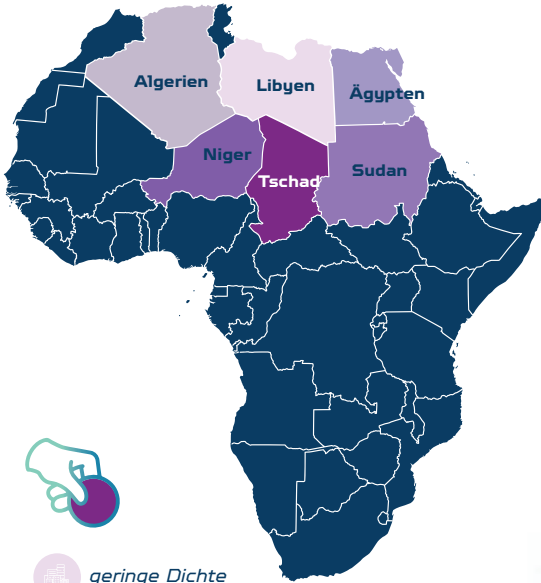 Algerien
Libyen
Ägypten
Niger
Tschad
Sudan
geringe Dichte